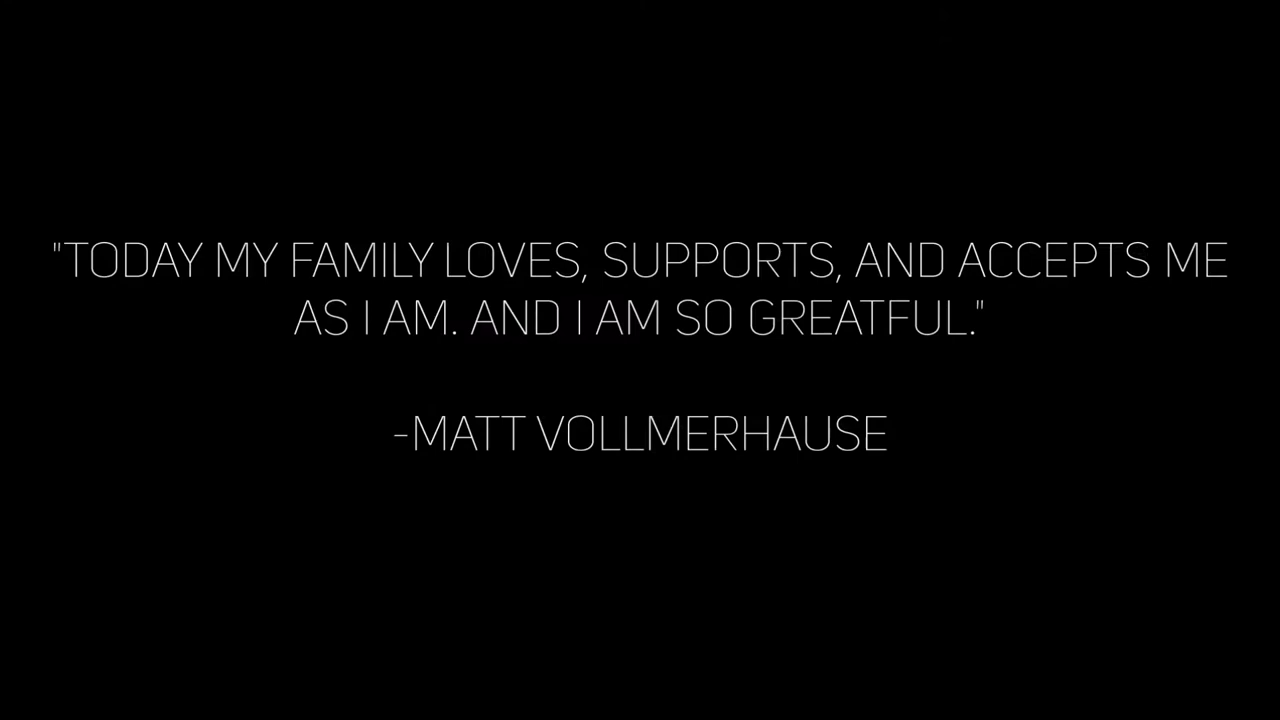 "TODAY MY FAMILY LOVES, SUPPORTS, AND ACCEPTS ME
AS I AM. AND I AM SO GREATFUL."
-MATT VOLLMERHAUSE